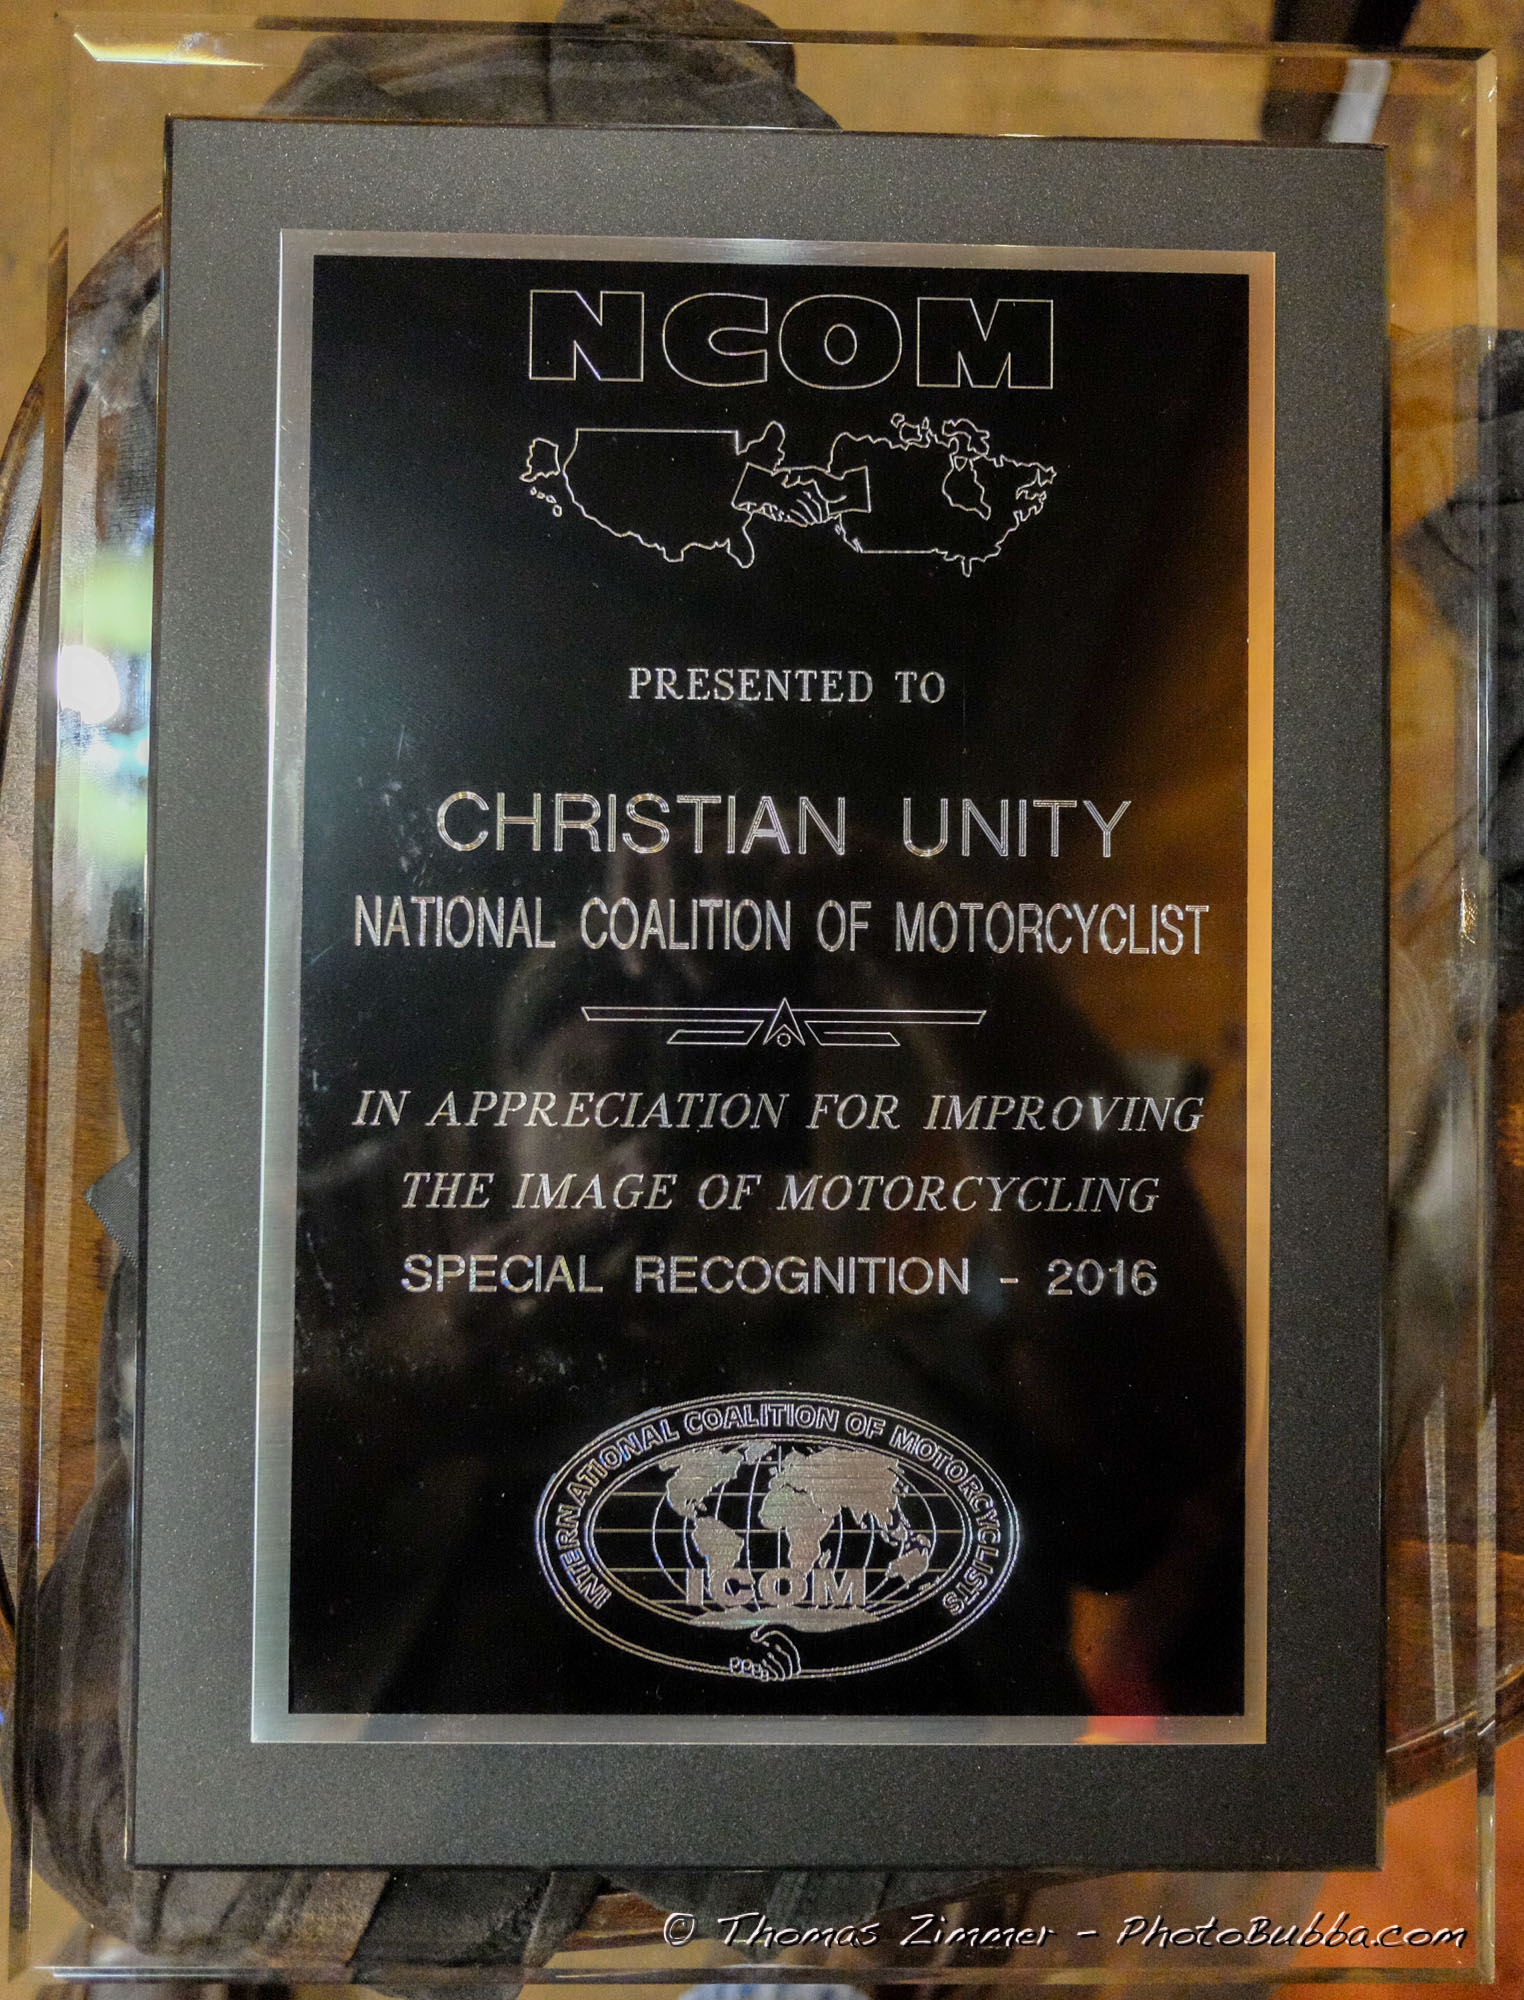 NCOM
PRESENTED TO
CHRISTIAN UNITY
NATIONAL COALITION OF MOTORCYCLIST
IN APPRECIATION FOR IMPROVING
THE IMAGE OF MOTORCYCLING
SPECIAL RECOGNITION - 2016
INTERNATIONAL COALITION OF MOTORCYCLISTS
ICOM
© Thomas Zimmer - PhotoBubba.com